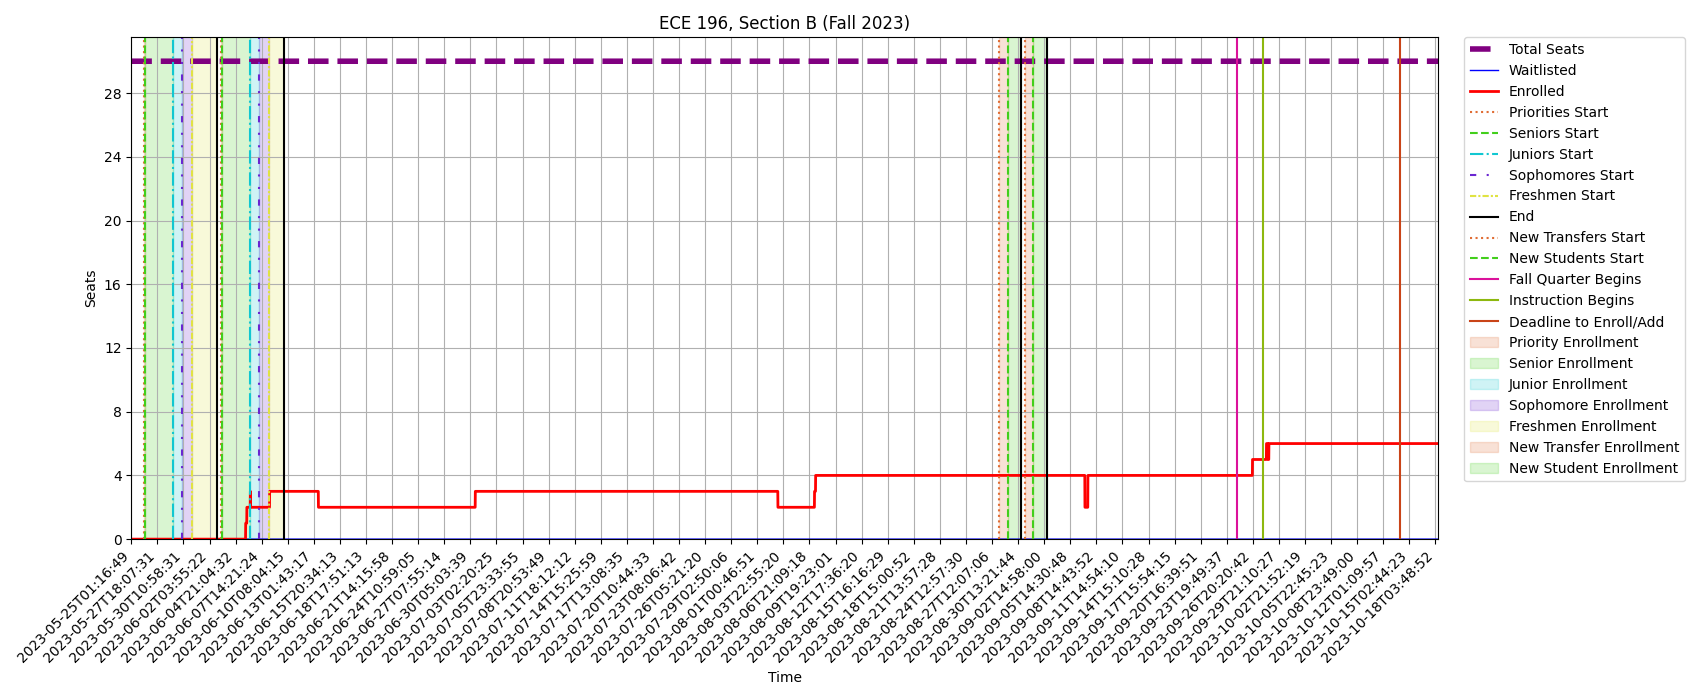 ECE 196, Section B (Fall 2023)
Total Seats
Waitlisted
Enrolled
Priorities Start
Seniors Start
Juniors Start
Sophomores Start
Freshmen Start
End
New Transfers Start
New Students Start
Fall Quarter Begins
Instruction Begins
Deadline to Enroll/Add
Priority Enrollment
Senior Enrollment
Junior Enrollment
Sophomore Enrollment
Freshmen Enrollment
New Transfer Enrollment
New Student Enrollment
Seats
28
24
20
16
12
8
4
0
2023-05-25T01:16:49
2023-05-27T18:07:31
2023-05-30T10:58:31
2023-06-02T03:55:22
2023-06-04T21:04:32
2023-06-07T14:21:24
2023-06-10T08:04:15
2023-06-13T01:43:17
2023-06-15T20:34:13
2023-06-18T17:51:13
2023-06-21T14:15:58
2023-06-24T10:59:05
2023-06-27T07:55:14
2023-06-30T05:03:39
2023-07-03T02:20:25
2023-07-05T23:33:55
2023-07-08T20:53:49
2023-07-11T18:12:12
2023-07-14T15:25:59
2023-07-17T13:08:35
2023-07-20T10:44:33
2023-07-23T08:06:42
2023-07-26T05:21:20
2023-07-29T02:50:06
2023-08-01T00:46:51
2023-08-03T22:55:20
2023-08-06T21:09:18
2023-08-09T19:23:01
2023-08-12T17:36:20
2023-08-15T16:16:29
2023-08-18T15:00:52
2023-08-21T13:57:28
2023-08-24T12:57:30
2023-08-27T12:07:06
2023-08-30T13:21:44
2023-09-02T14:58:00
2023-09-05T14:30:48
2023-09-08T14:43:52
2023-09-11T14:54:10
2023-09-14T15:10:28
2023-09-17T15:54:15
2023-09-20T16:39:51
2023-09-23T19:49:37
2023-09-26T20:20:42
2023-09-29T21:10:27
2023-10-02T21:52:19
2023-10-05T22:45:23
2023-10-08T23:49:00
2023-10-12T01:09:57
2023-10-15T02:44:23
2023-10-18T03:48:52
Time